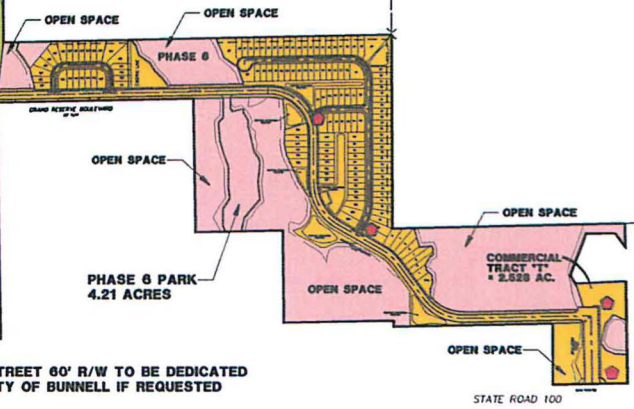 OPEN SPACE
OPEN SPACE
PHASE 6
GRAND RESERVE BOULEVARD
OPEN SPACE
OPEN SPACE
COMMERCIAL
TRACT "T"
= 2.528 AC.
PHASE 6 PARK
4.21 ACRES
OPEN SPACE
OPEN SPACE
TREET 60' R/W TO BE DEDICATED
TY OF BUNNELL IF REQUESTED
STATE ROAD 100